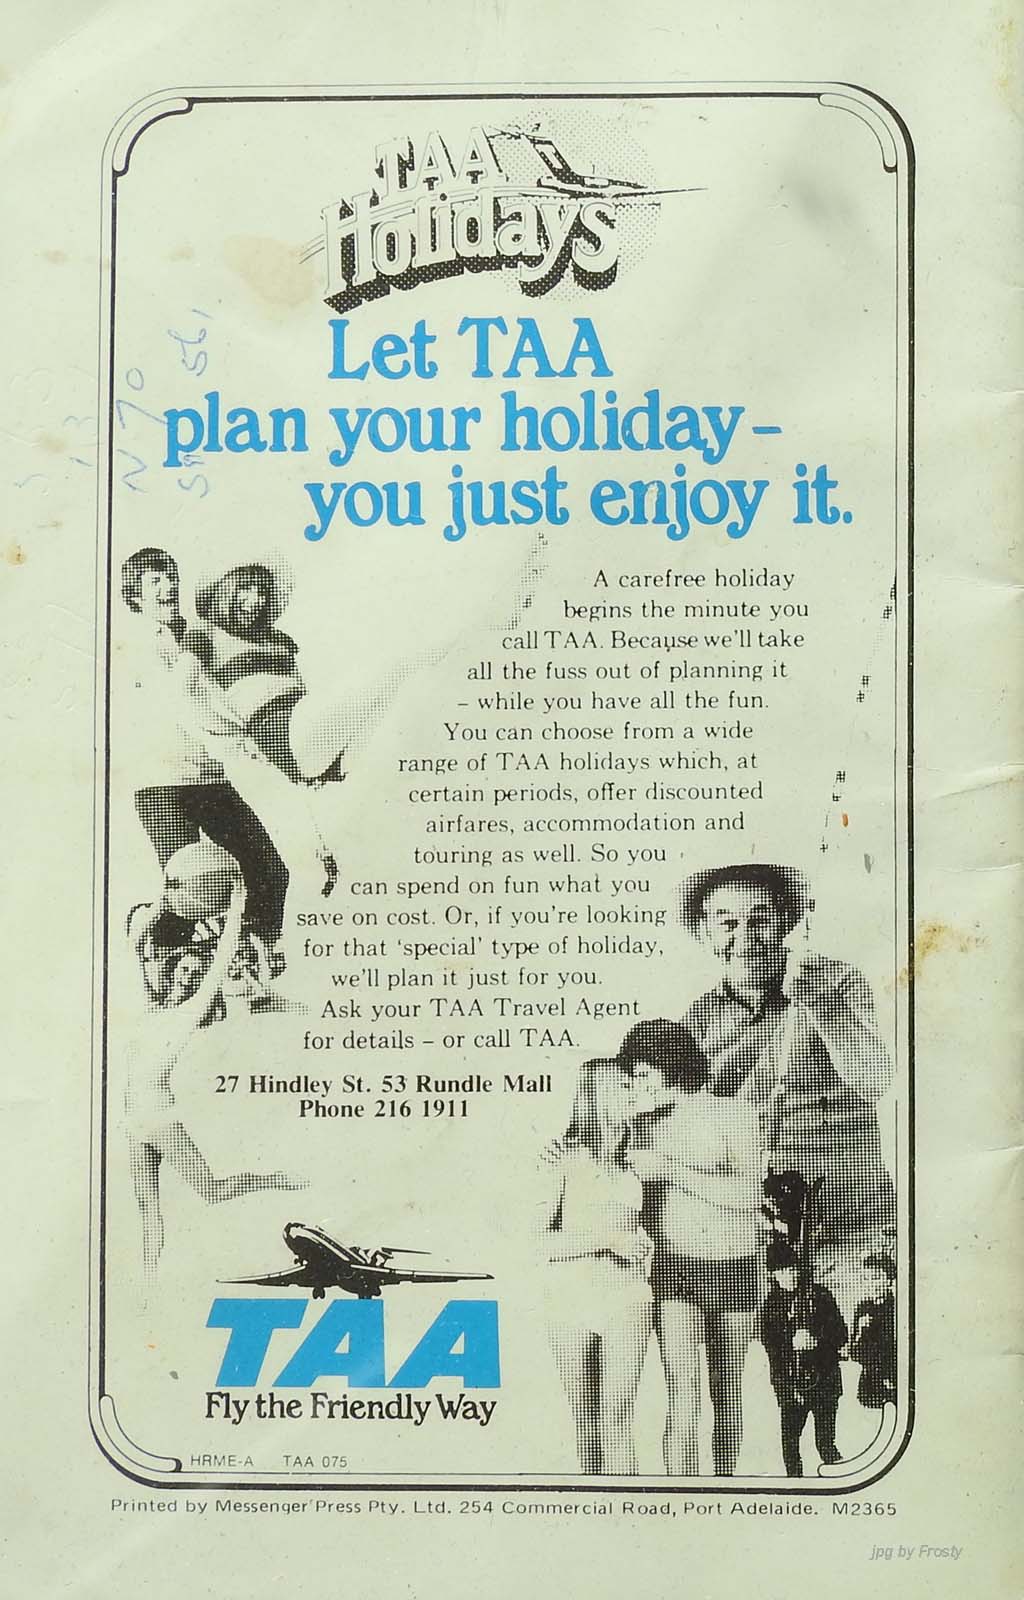 TAA
Holidays
Let TAA
plan your holiday –
you just enjoy it.
A carefree holiday
begins the minute you
call TAA. Because we'll take
all the fuss out of planning it
– while you have all the fun.
You can choose from a wide
range of TAA holidays which, at
certain periods, offer discounted
airfares, accommodation and
touring as well. So you
can spend on fun what you
save on cost. Or, if you're looking
for that 'special' type of holiday,
we'll plan it just for you.
Ask your TAA Travel Agent
for details – or call TAA.
27 Hindley St. 53 Rundle Mall
Phone 216 1911
TAA
Fly the Friendly Way
HRME-A TAA 075
Printed by Messenger Press Pty. Ltd. 254 Commercial Road, Port Adelaide. M2365
jpg by Frosty
N70
56,